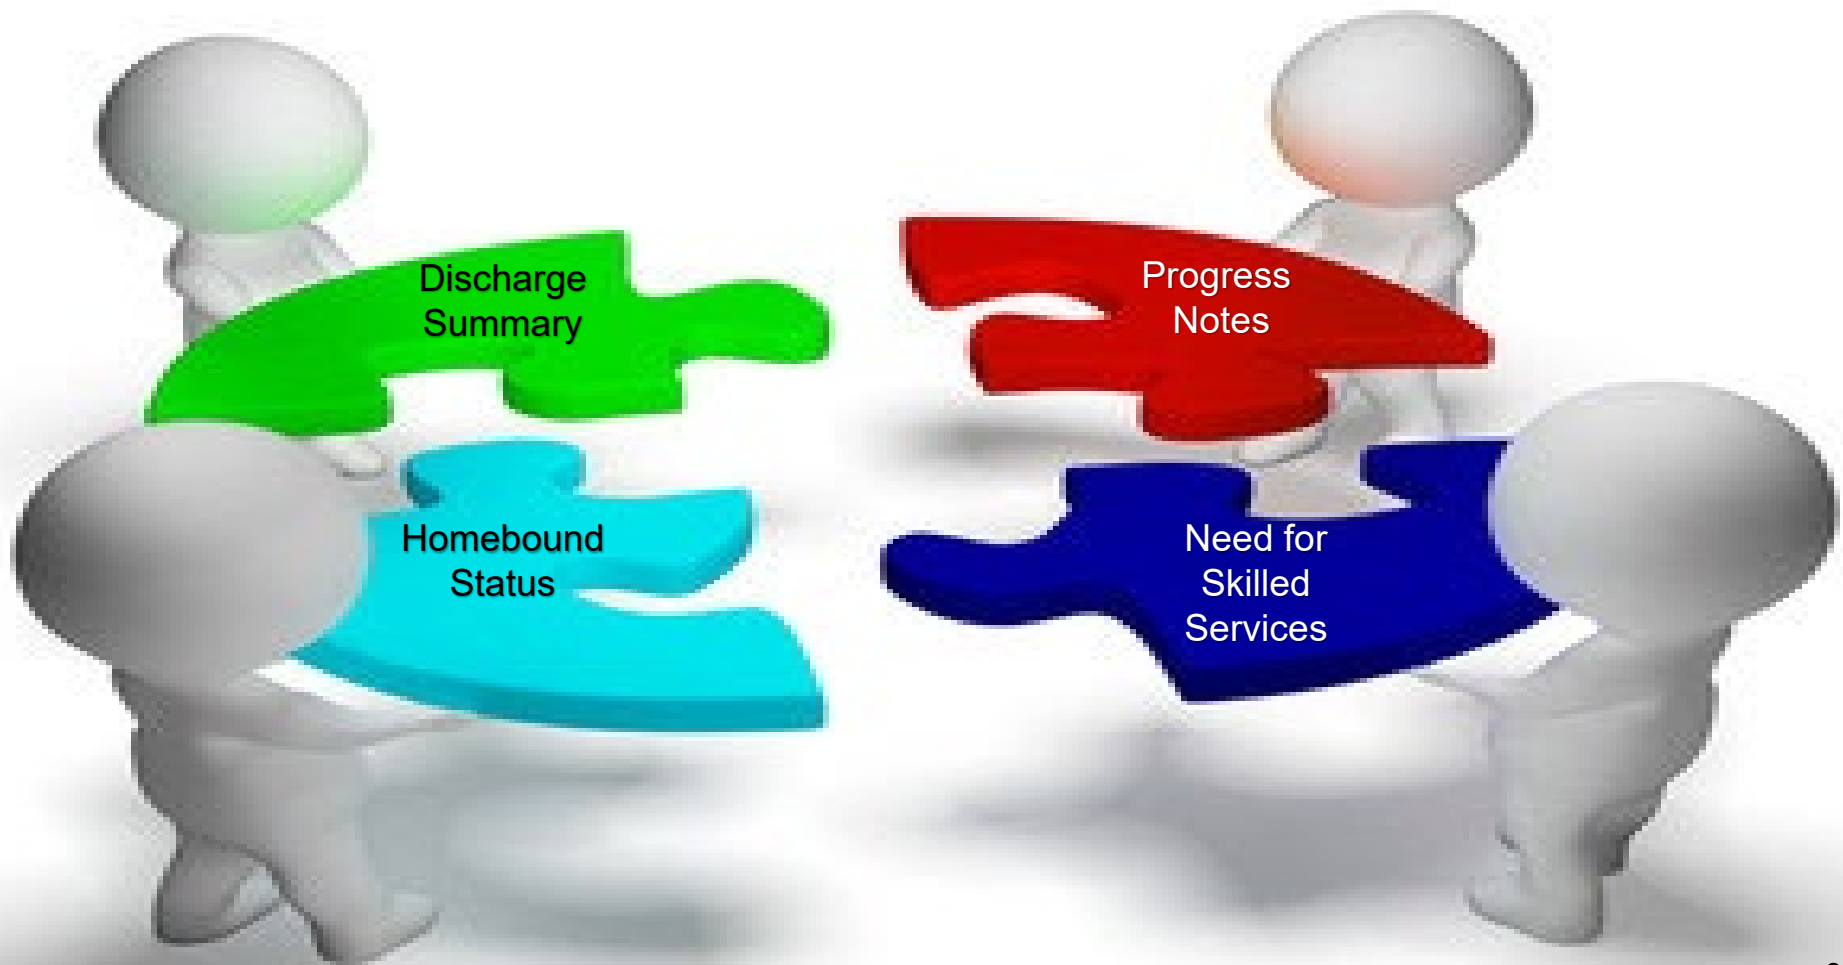 Discharge
Summary
Progress
Notes
Homebound
Status
Need for
Skilled
Services